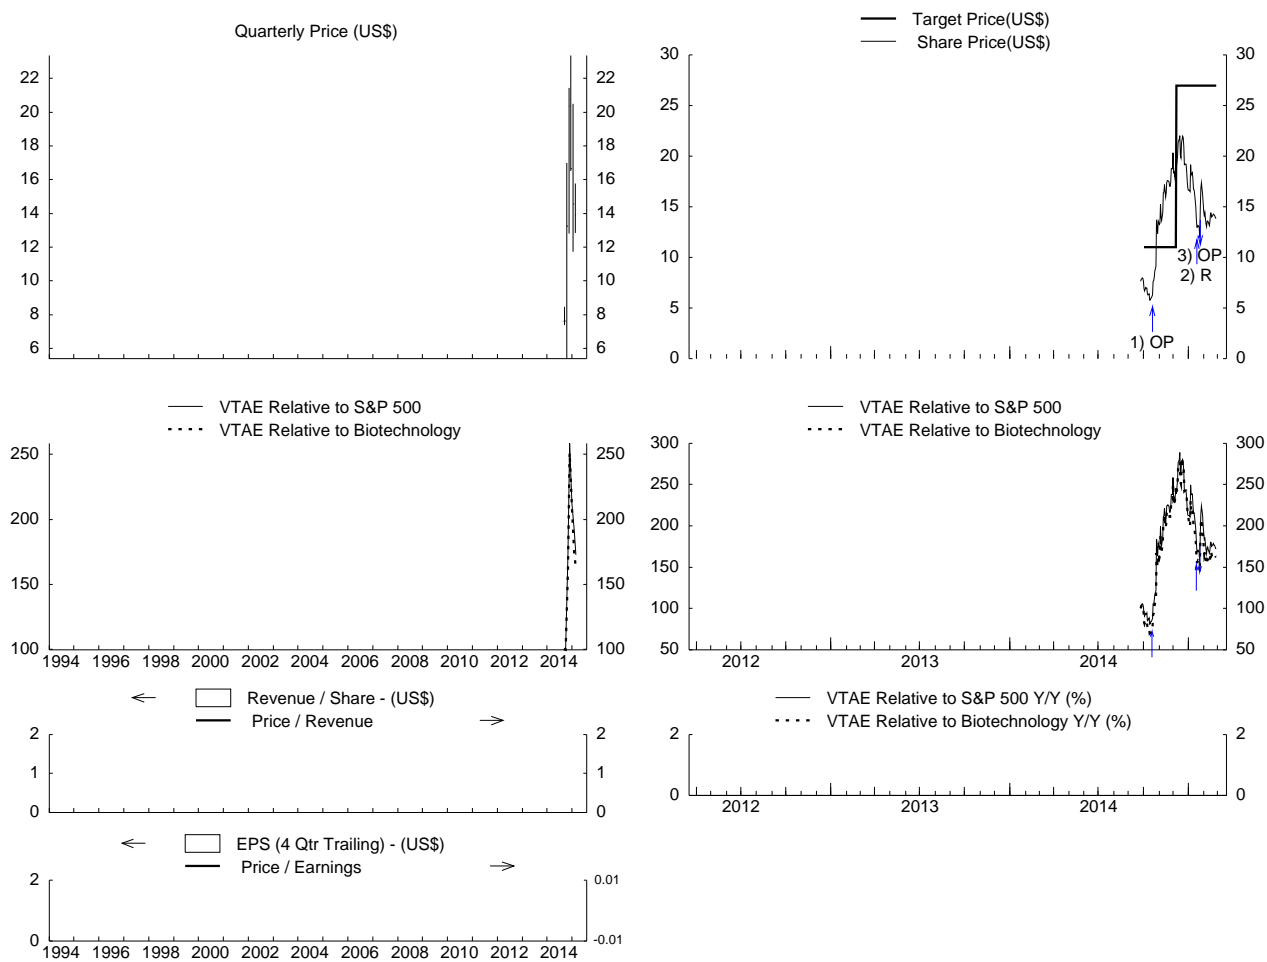 Quarterly Price (US$)
22 22
20 20
18 18
16 16
14 14
12 12
10 10
8 8
6 6
Target Price(US$)
Share Price(US$)
30 30
25 25
20 20
15 15
10 10
5 5
0 0
3) OP
2) R
1) OP
VTAE Relative to S&P 500
VTAE Relative to Biotechnology
250 250
200 200
150 150
100 100
1994 1996 1998 2000 2002 2004 2006 2008 2010 2012 2014
VTAE Relative to S&P 500
VTAE Relative to Biotechnology
300 300
250 250
200 200
150 150
100 100
50 50
2012 2013 2014
Revenue / Share - (US$)
Price / Revenue
2 2
1 1
0 0
VTAE Relative to S&P 500 Y/Y (%)
VTAE Relative to Biotechnology Y/Y (%)
2 2
0 0
2012 2013 2014
EPS (4 Qtr Trailing) - (US$)
Price / Earnings
2 0.01
0 -0.01
1994 1996 1998 2000 2002 2004 2006 2008 2010 2012 2014